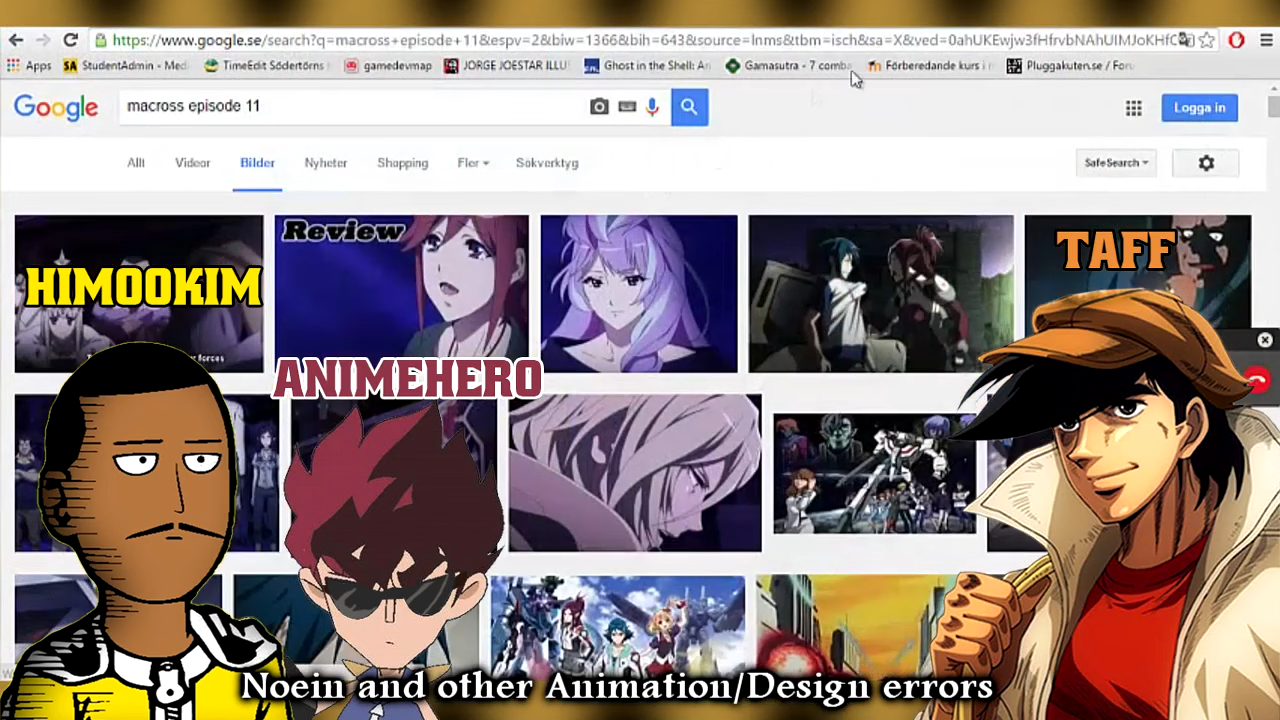 https://www.google.se/search?q=macross+episode+11&espv=2&biw=1366&bih=643&source=lnms&tbm=isch&sa=X&ved=0ahUKEwjw3fHfrvbNAhUIMJoKHfC
Apps StudentAdmin - Med TimeEdit Södertörns gamedevmap JORGE JOESTAR ILLU Ghost in the Shell: An Gamasutra - 7 comba Förberedande kurs i Pluggakuten.se / For
Google macross episode 11 Logga in
Allt Videor Bilder Nyheter Shopping Fler Sökverktyg SafeSearch
Review
TAFF
HIMOOKIM
forces
ANIMEHERO
Noein and other Animation/Design errors